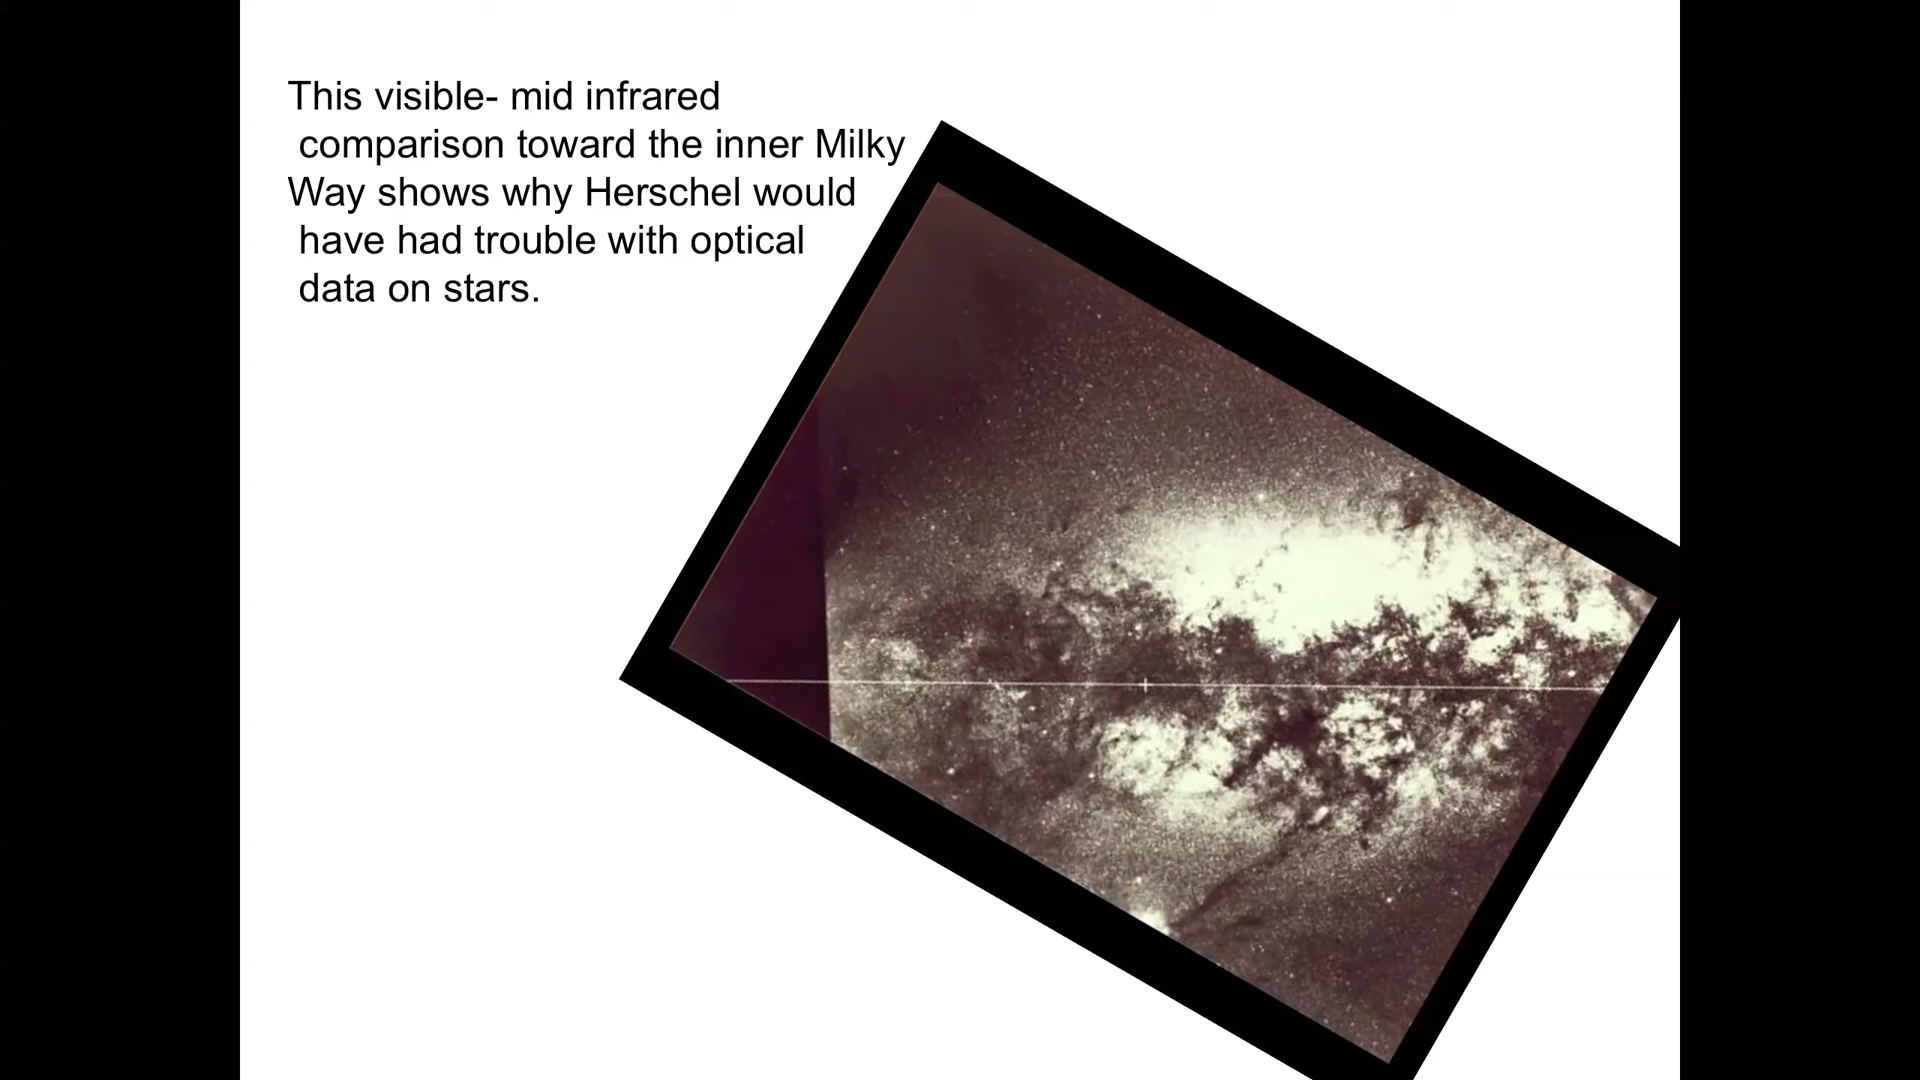 This visible- mid infrared
comparison toward the inner Milky
Way shows why Herschel would
have had trouble with optical
data on stars.